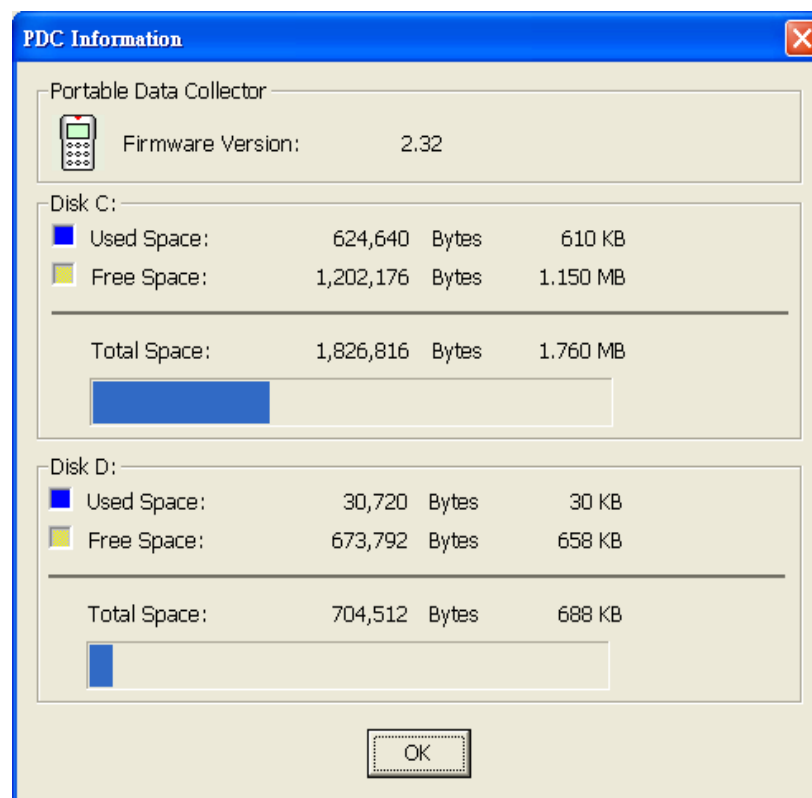 PDC Information
Portable Data Collector
Firmware Version: 2.32
Disk C:
Used Space: 624,640 Bytes 610 KB
Free Space: 1,202,176 Bytes 1.150 MB
Total Space: 1,826,816 Bytes 1.760 MB
Disk D:
Used Space: 30,720 Bytes 30 KB
Free Space: 673,792 Bytes 658 KB
Total Space: 704,512 Bytes 688 KB
OK